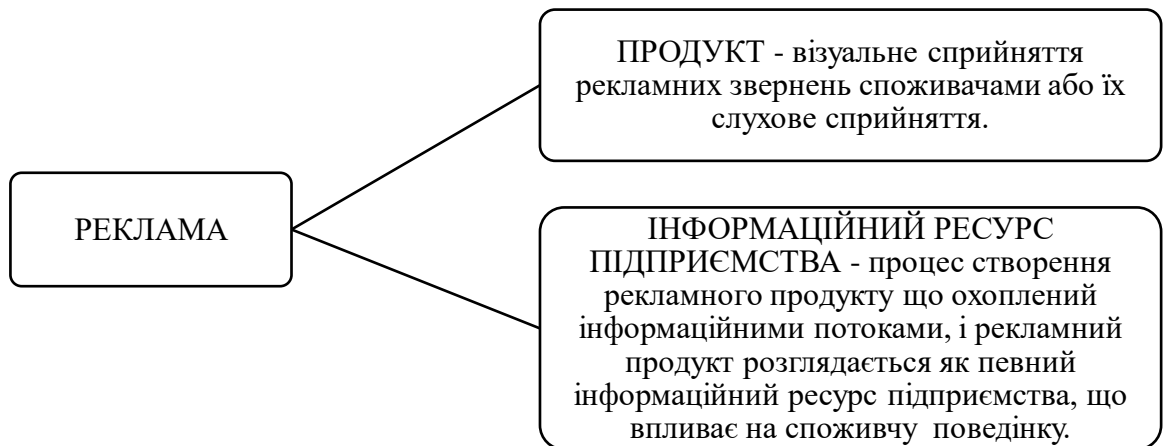 ПРОДУКТ - візуальне сприйняття
рекламних звернень споживачами або їх
слухове сприйняття.
РЕКЛАМА
ІНФОРМАЦІЙНИЙ РЕСУРС
ПІДПРИЄМСТВА - процес створення
рекламного продукту що охоплений
інформаційними потоками, і рекламний
продукт розглядається як певний
інформаційний ресурс підприємства, що
впливає на споживчу поведінку.